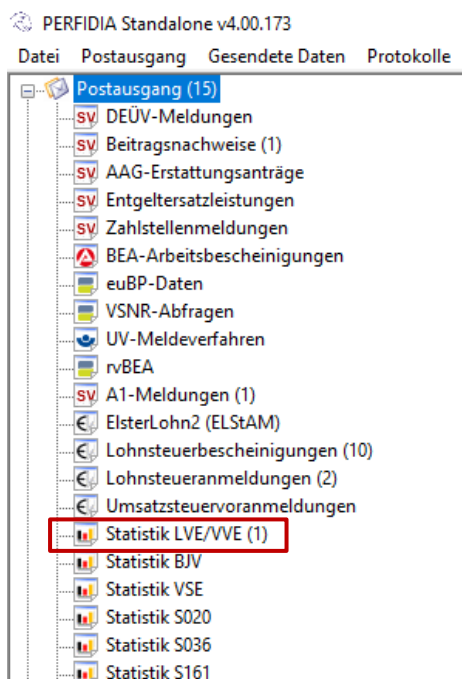 PERFIDIA Standalone v4.00.173
Datei Postausgang Gesendete Daten Protokolle
Postausgang (15)
SV DEÜV-Meldungen
SV Beitragsnachweise (1)
SV AAG-Erstattungsanträge
SV Entgeltersatzleistungen
SV Zahlstellenmeldungen
BEA-Arbeitsbescheinigungen
euBP-Daten
VSNR-Abfragen
UV-Meldeverfahren
rvBEA
SV A1-Meldungen (1)
ElsterLohn2 (ELStAM)
Lohnsteuerbescheinigungen (10)
Lohnsteueranmeldungen (2)
Umsatzsteuervoranmeldungen
Statistik LVE/VVE (1)
Statistik BJV
Statistik VSE
Statistik S020
Statistik S036
Statistik S161